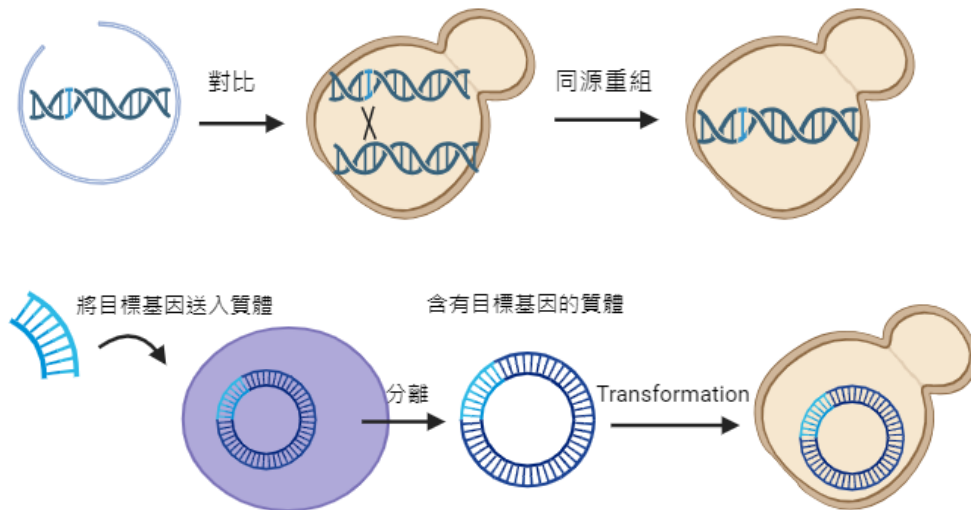 對比
同源重組
將目標基因送入質體
含有目標基因的質體
分離
Transformation